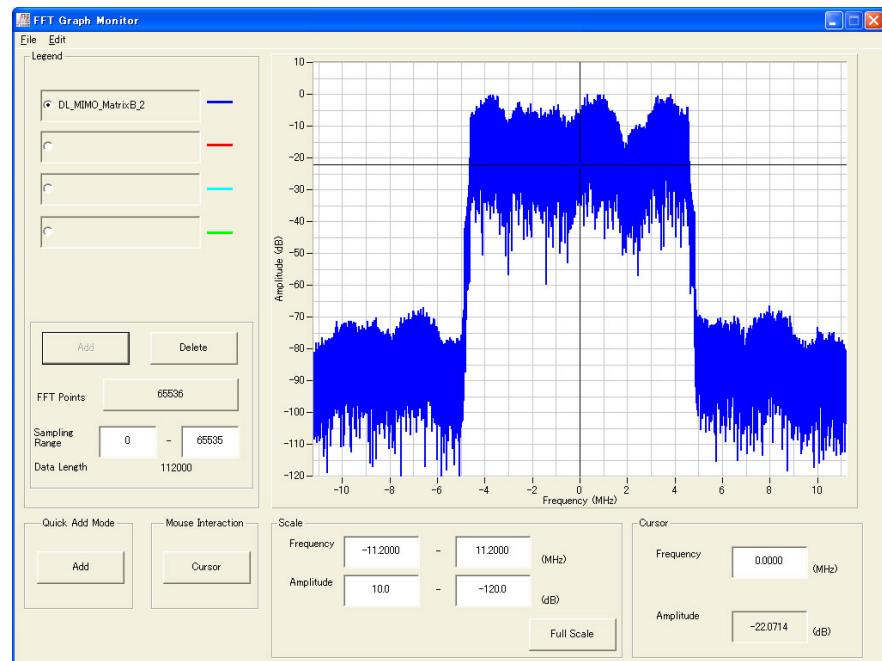 FFT Graph Monitor
File Edit
Legend
DL_MIMO_MatrixB_2
Add Delete
FFT Points 65536
Sampling Range 0 - 65535
Data Length 112000
10
0
-10
-20
-30
-40
-50
-60
-70
-80
-90
-100
-110
-120
Amplitude (dB)
-10 -8 -6 -4 -2 0 2 4 6 8 10
Frequency (MHz)
Quick Add Mode
Add
Mouse Interaction
Cursor
Scale
Frequency -11.2000 - 11.2000 (MHz)
Amplitude 10.0 - -120.0 (dB)
Full Scale
Cursor
Frequency 0.0000 (MHz)
Amplitude -22.0714 (dB)